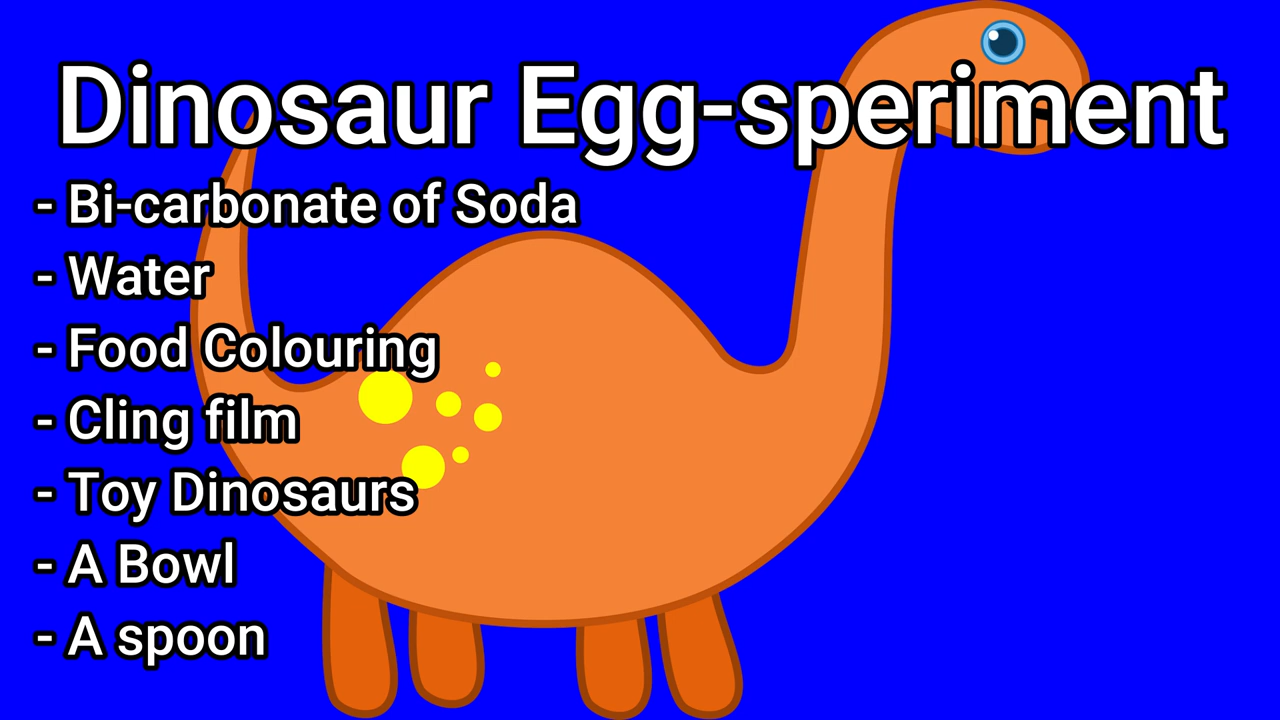 Dinosaur Egg-speriment
- Bi-carbonate of Soda
- Water
- Food Colouring
- Cling film
- Toy Dinosaurs
- A Bowl
- A spoon